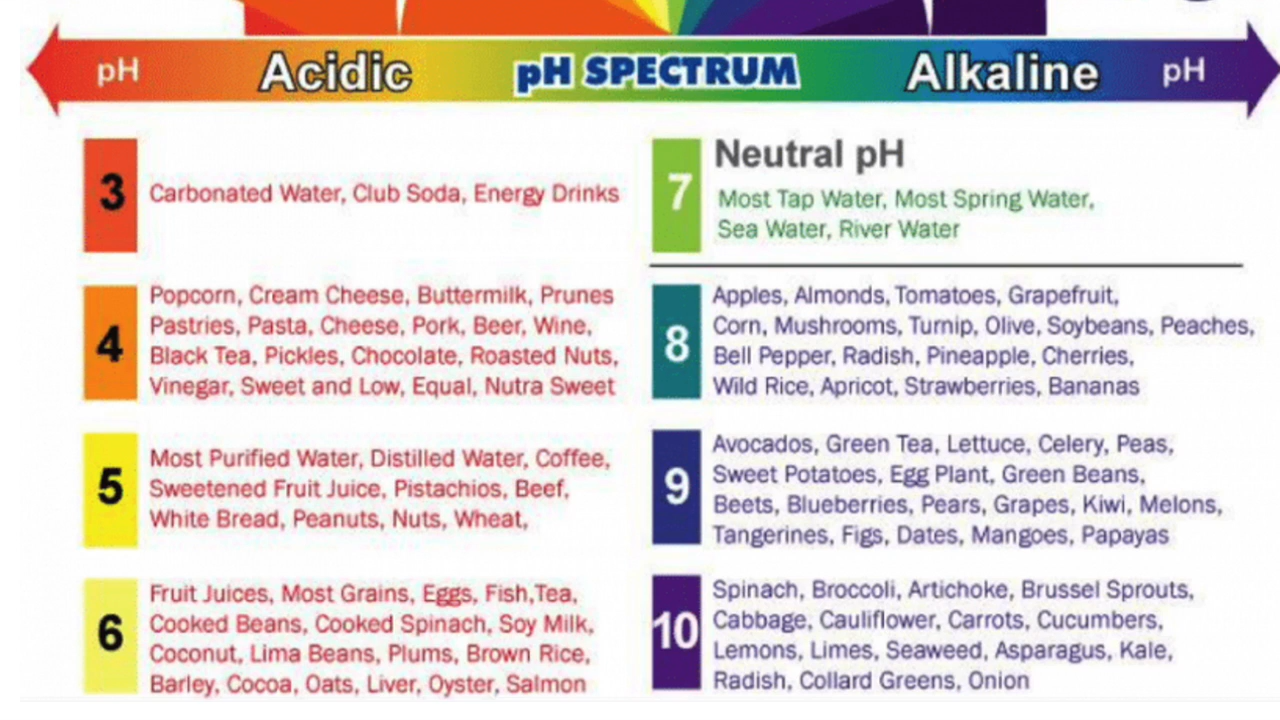 pH Acidic pH SPECTRUM Alkaline pH
3
Carbonated Water, Club Soda, Energy Drinks
4
Popcorn, Cream Cheese, Buttermilk, Prunes
Pastries, Pasta, Cheese, Pork, Beer, Wine,
Black Tea, Pickles, Chocolate, Roasted Nuts,
Vinegar, Sweet and Low, Equal, Nutra Sweet
5
Most Purified Water, Distilled Water, Coffee,
Sweetened Fruit Juice, Pistachios, Beef,
White Bread, Peanuts, Nuts, Wheat,
6
Fruit Juices, Most Grains, Eggs, Fish,Tea,
Cooked Beans, Cooked Spinach, Soy Milk,
Coconut, Lima Beans, Plums, Brown Rice,
Barley, Cocoa, Oats, Liver, Oyster, Salmon
7
Neutral pH
Most Tap Water, Most Spring Water,
Sea Water, River Water
8
Apples, Almonds, Tomatoes, Grapefruit,
Corn, Mushrooms, Turnip, Olive, Soybeans, Peaches,
Bell Pepper, Radish, Pineapple, Cherries,
Wild Rice, Apricot, Strawberries, Bananas
9
Avocados, Green Tea, Lettuce, Celery, Peas,
Sweet Potatoes, Egg Plant, Green Beans,
Beets, Blueberries, Pears, Grapes, Kiwi, Melons,
Tangerines, Figs, Dates, Mangoes, Papayas
10
Spinach, Broccoli, Artichoke, Brussel Sprouts,
Cabbage, Cauliflower, Carrots, Cucumbers,
Lemons, Limes, Seaweed, Asparagus, Kale,
Radish, Collard Greens, Onion